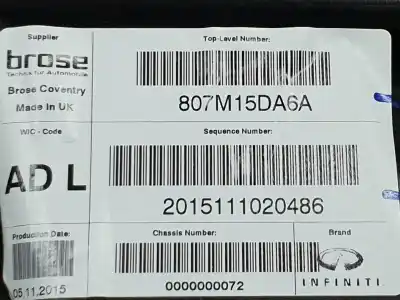 Supplier
brose
Technik für Automobile
Brose Coventry
Made in UK
Top-Level Number:
807M15DA6A
WIC - Code
AD L
Sequence Number:
2015111020486
Production Date:
05.11.2015
Chassis Number:
0000000072
Brand
INFINITI